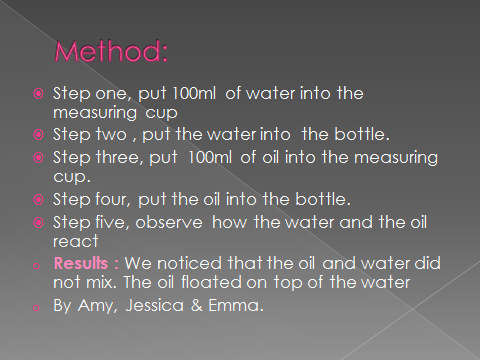 Method:
Step one, put 100ml of water into the
measuring cup
Step two , put the water into the bottle.
Step three, put 100ml of oil into the measuring
cup.
Step four, put the oil into the bottle.
Step five, observe how the water and the oil
react
Results : We noticed that the oil and water did
not mix. The oil floated on top of the water
By Amy, Jessica & Emma.